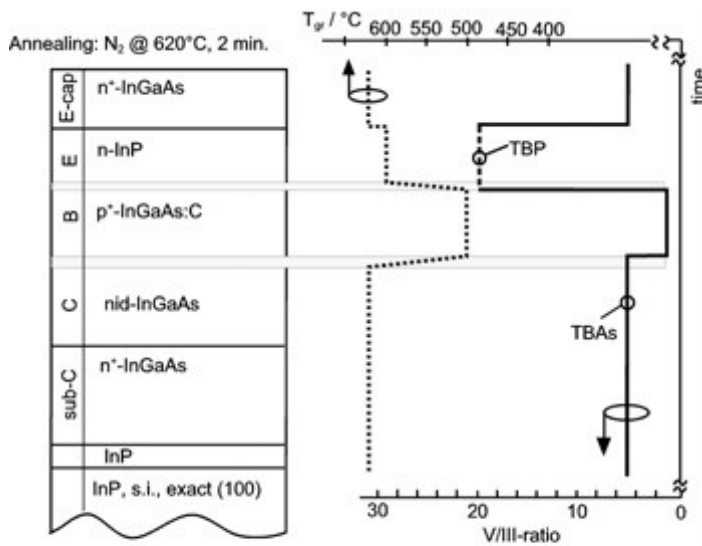 Annealing: N₂ @ 620°C, 2 min.
T_gr / °C
600 550 500 450 400
E-cap
n⁺-InGaAs
time
E
n-InP
TBP
B
p⁺-InGaAs:C
C
nid-InGaAs
TBAs
sub-C
n⁺-InGaAs
InP
InP, s.i., exact (100)
30 20 10 0
V/III-ratio